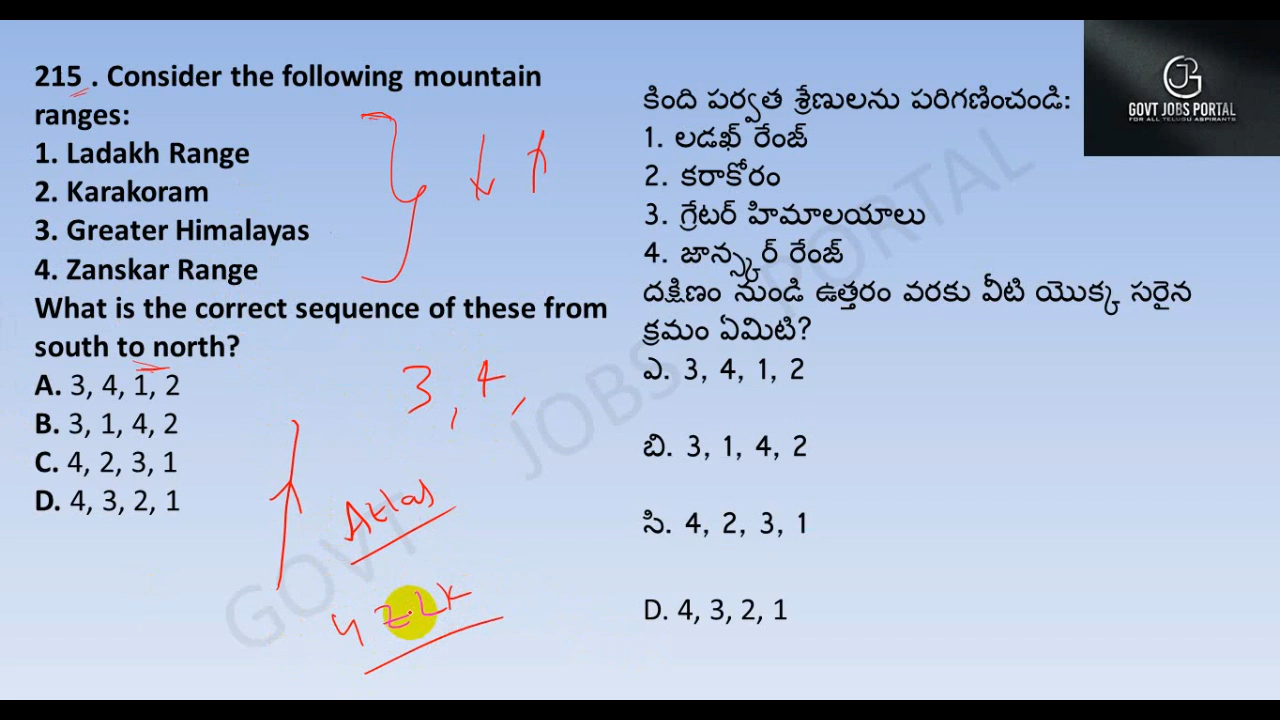 215 . Consider the following mountain
ranges:
1. Ladakh Range
2. Karakoram
3. Greater Himalayas
4. Zanskar Range
What is the correct sequence of these from
south to north?
A. 3, 4, 1, 2
B. 3, 1, 4, 2
C. 4, 2, 3, 1
D. 4, 3, 2, 1
3, 4,
Atlas
Z.LK
కింది పర్వత శ్రేణులను పరిగణించండి:
1. లడఖ్ రేంజ్
2. కరాకోరం
3. గ్రేటర్ హిమాలయాలు
4. జాన్స్కర్ రేంజ్
దక్షిణం నుండి ఉత్తరం వరకు వీటి యొక్క సరైన
క్రమం ఏమిటి?
ఎ. 3, 4, 1, 2
బి. 3, 1, 4, 2
సి. 4, 2, 3, 1
D. 4, 3, 2, 1
GOVT JOBS PORTAL
FOR ALL TELUGU ASPIRANTS
GOVT JOBS PORTAL